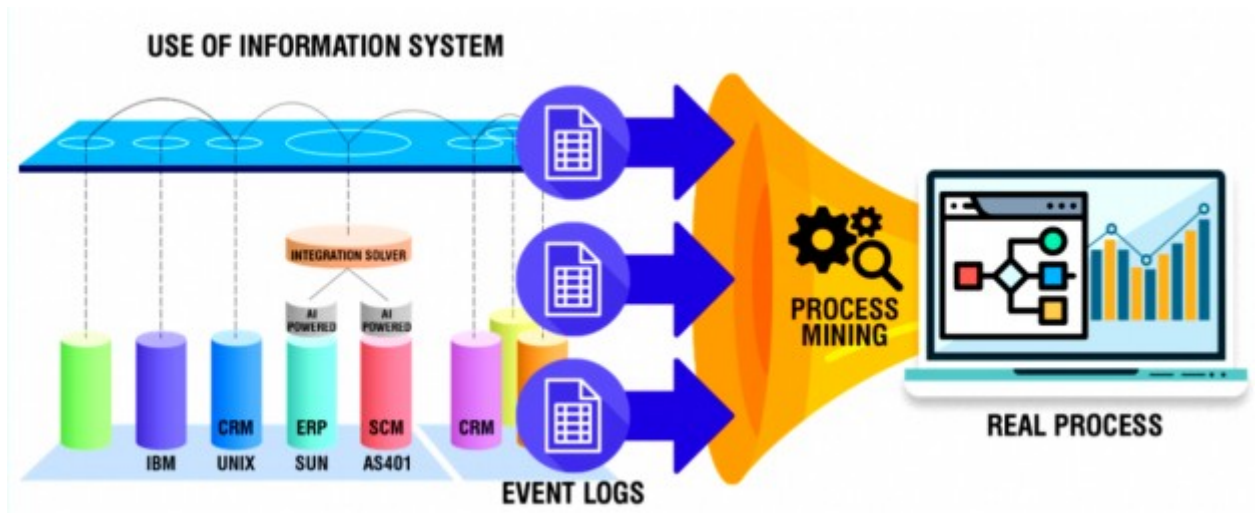 USE OF INFORMATION SYSTEM
INTEGRATION SOLVER
AI
POWERED
AI
POWERED
CRM
ERP
SCM
CRM
IBM
UNIX
SUN
AS401
EVENT LOGS
PROCESS
MINING
REAL PROCESS